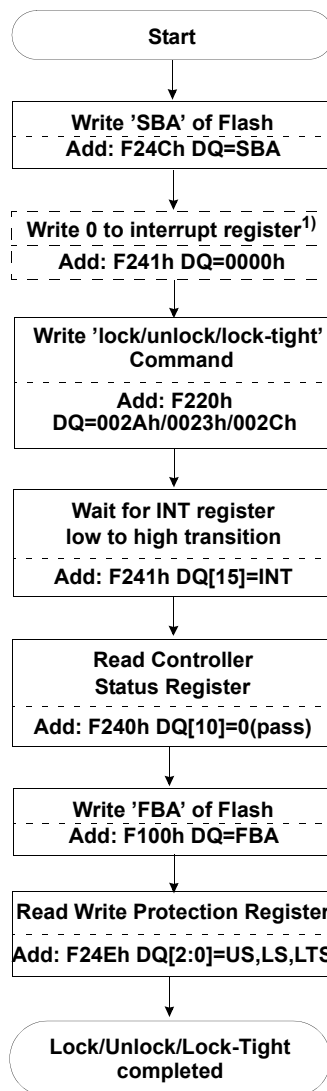 Start
Write ’SBA’ of Flash
Add: F24Ch DQ=SBA
Write 0 to interrupt register1)
Add: F241h DQ=0000h
Write ’lock/unlock/lock-tight’
Command
Add: F220h
DQ=002Ah/0023h/002Ch
Wait for INT register
low to high transition
Add: F241h DQ[15]=INT
Read Controller
Status Register
Add: F240h DQ[10]=0(pass)
Write ’FBA’ of Flash
Add: F100h DQ=FBA
Read Write Protection Register
Add: F24Eh DQ[2:0]=US,LS,LTS
Lock/Unlock/Lock-Tight
completed